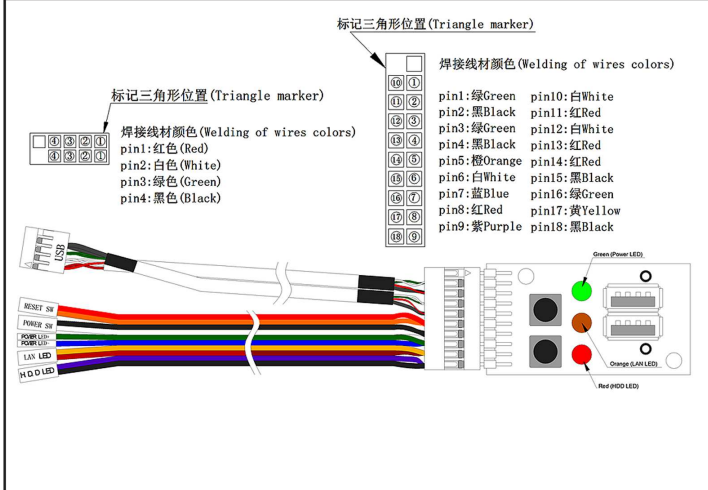 标记三角形位置(Triangle marker)
⑩ ①
⑪ ②
⑫ ③
⑬ ④
⑭ ⑤
⑮ ⑥
⑯ ⑦
⑰ ⑧
⑱ ⑨
焊接线材颜色(Welding of wires colors)
pin1:绿Green pin10:白White
pin2:黑Black pin11:红Red
pin3:绿Green pin12:白White
pin4:黑Black pin13:红Red
pin5:橙Orange pin14:红Red
pin6:白White pin15:黑Black
pin7:蓝Blue pin16:绿Green
pin8:红Red pin17:黄Yellow
pin9:紫Purple pin18:黑Black
标记三角形位置(Triangle marker)
④③②①
④③②①
焊接线材颜色(Welding of wires colors)
pin1:红色(Red)
pin2:白色(White)
pin3:绿色(Green)
pin4:黑色(Black)
USB
RESET SW
POWER SW
POWER LED+
POWER LED-
LAN LED
H.D.D LED
Green (Power LED)
Orange (LAN LED)
Red (HDD LED)